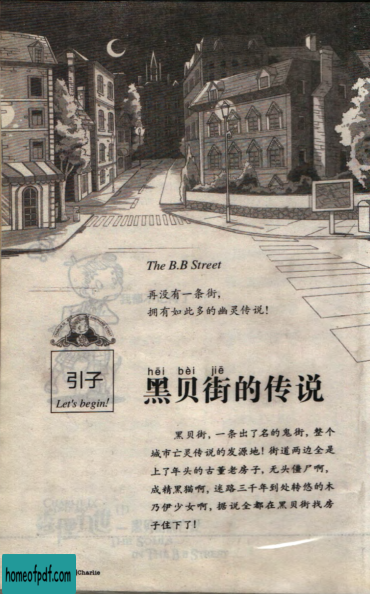 The B.B Street
再没有一条街,
拥有如此多的幽灵传说!
引子
Let's begin!
hēi bèi jiē
黑贝街的传说
黑贝街,一条出了名的鬼街,整个
城市亡灵传说的发源地!街道两边全是
上了年头的古董老房子,无头僵尸啊,
成精黑猫啊,迷路三千年到处转悠的木
乃伊少女啊,据说全都在黑贝街找房
子住下了!
THE SOULS
IN THE B.B STREET
homeofpdf.com
Charlie